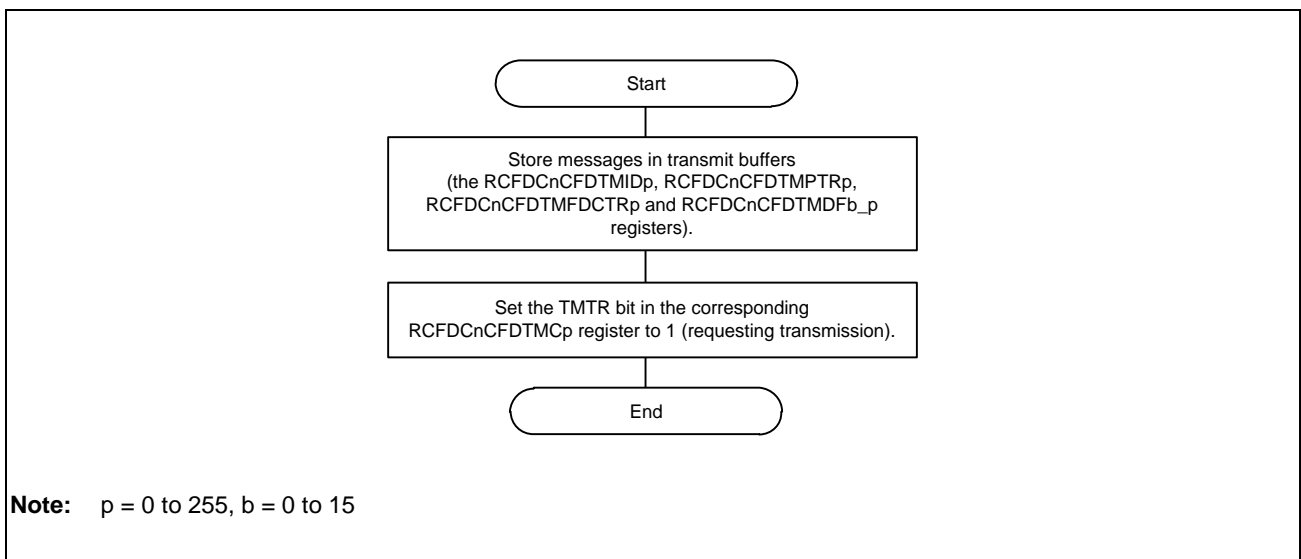 Start
Store messages in transmit buffers
(the RCFDCnCFDTMIDp, RCFDCnCFDTMPTRp,
RCFDCnCFDTMFDCTRp and RCFDCnCFDTMDFb_p
registers).
Set the TMTR bit in the corresponding
RCFDCnCFDTMCp register to 1 (requesting transmission).
End
Note: p = 0 to 255, b = 0 to 15